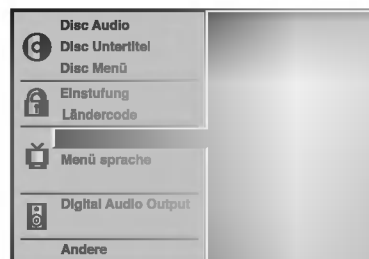 Disc Audio
Disc Untertitel
Disc Menü
Einstufung
Ländercode
Menü sprache
Digital Audio Output
Andere